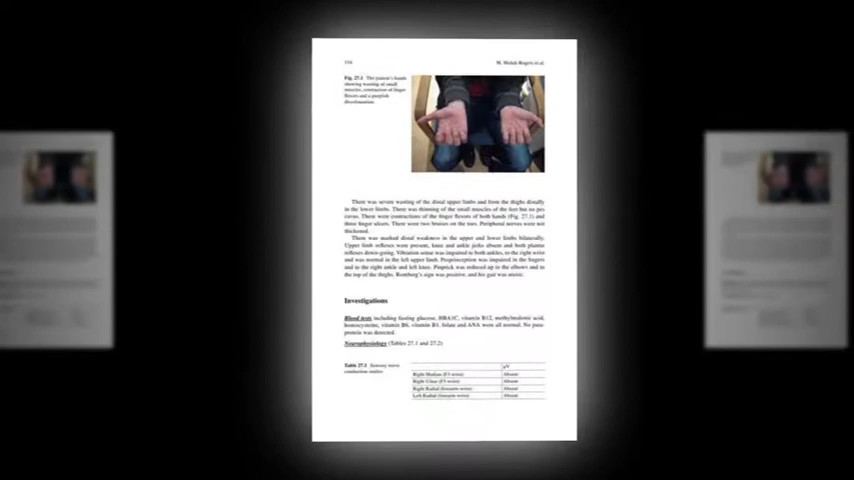 M. Mulah-Rogers et al.
Fig. 27.1 The patient's hands
showing wasting of small
muscles, contraction of finger
flexors and a purplish
discolouration.
There was severe wasting of the distal upper limbs and from the thighs distally
in the lower limbs. There was thinning of the small muscles of the feet but no pes
cavus. There were contractions of the finger flexors of both hands (Fig. 27.1) and
three finger ulcers. There were two bruises on the toes. Peripheral nerves were not
thickened.
There was marked distal weakness in the upper and lower limbs bilaterally.
Upper limb reflexes were present, knee and ankle jerks absent and both plantar
reflexes down-going. Vibration sense was impaired to both ankles, to the right wrist
and was normal in the left upper limb. Proprioception was impaired in the fingers
and to the right ankle and left knee. Pinprick was reduced up to the elbows and to
the top of the thighs. Romberg's sign was positive, and his gait was ataxic.
Investigations
Blood tests including fasting glucose, HBA1C, vitamin B12, methylmalonic acid,
homocysteine, vitamin B6, vitamin B1, folate and ANA were all normal. No para-
protein was detected.
Neurophysiology (Tables 27.1 and 27.2)
Table 27.1 Sensory nerve
conduction studies
μV
Right Median (F3 wrist) Absent
Right Ulnar (F5 wrist) Absent
Right Radial (forearm wrist) Absent
Left Radial (forearm wrist) Absent